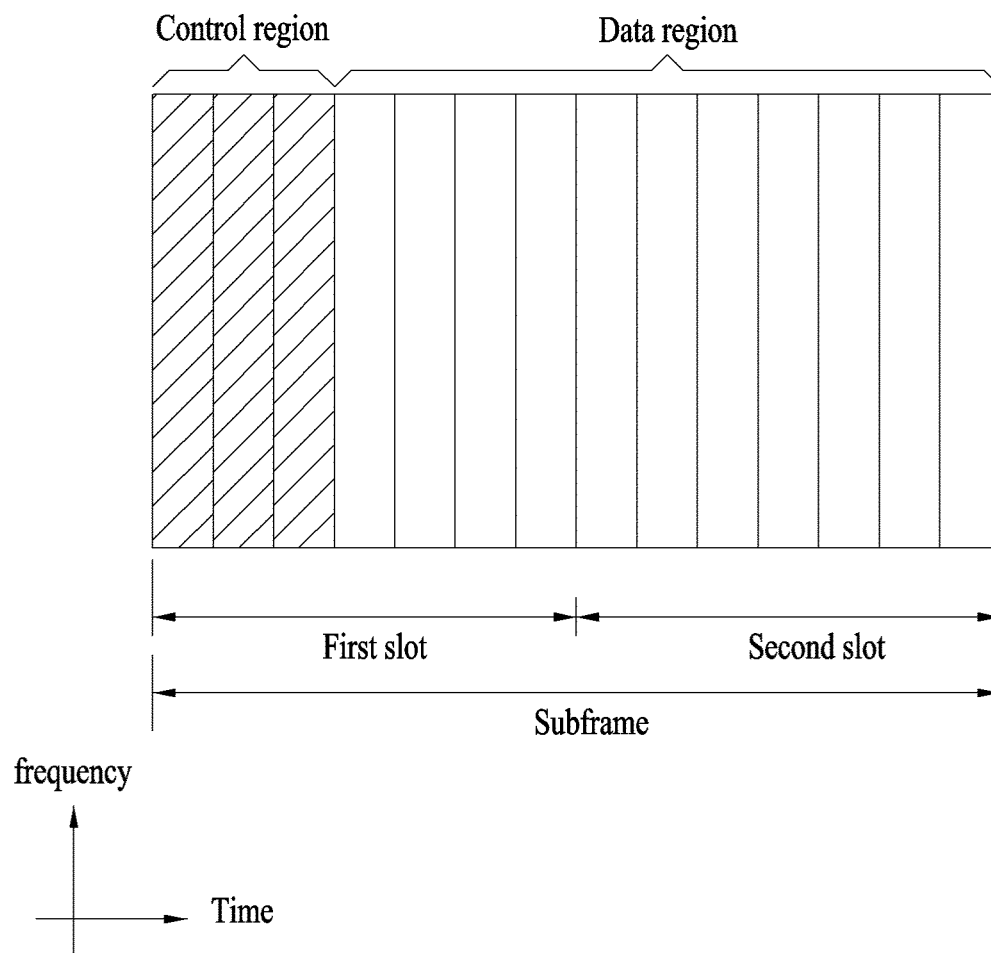 Control region
Data region
First slot
Second slot
Subframe
frequency
Time